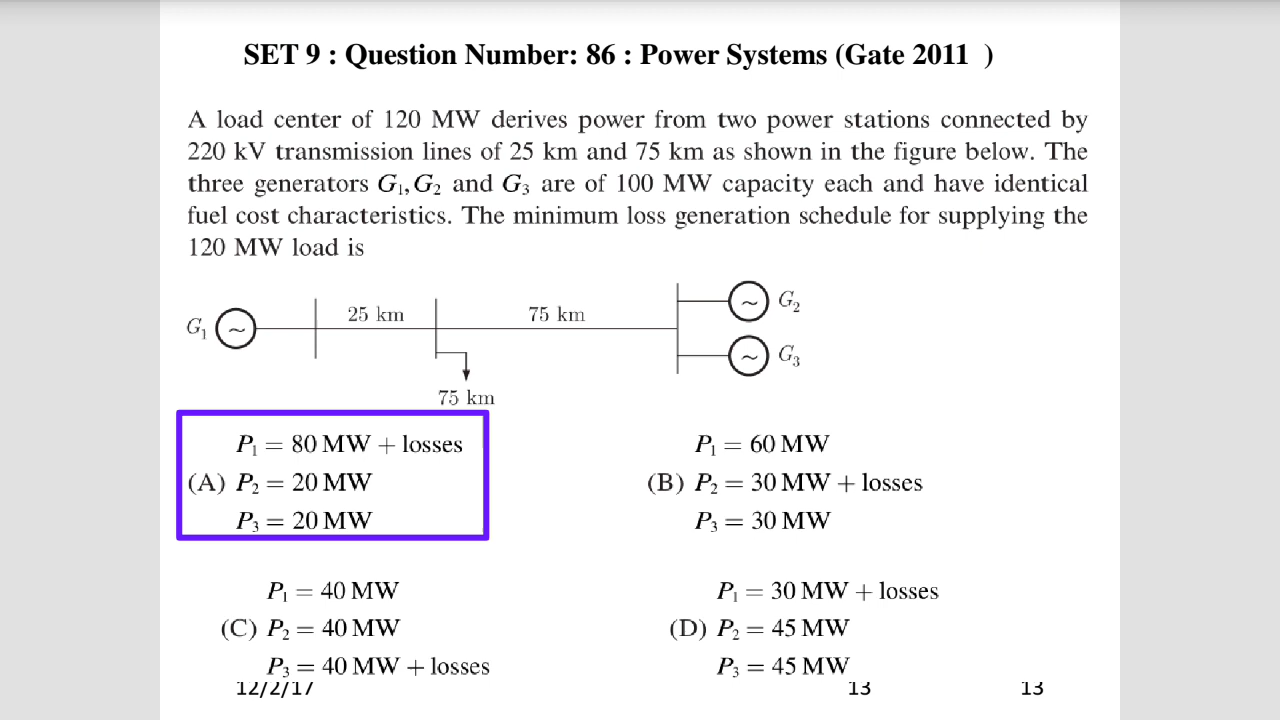 SET 9 : Question Number: 86 : Power Systems (Gate 2011 )
A load center of 120 MW derives power from two power stations connected by
220 kV transmission lines of 25 km and 75 km as shown in the figure below. The
three generators G₁, G₂ and G₃ are of 100 MW capacity each and have identical
fuel cost characteristics. The minimum loss generation schedule for supplying the
120 MW load is
G₁ ~ 25 km 75 km ~ G₂
~ G₃
75 km
(A) P₁ = 80 MW + losses
P₂ = 20 MW
P₃ = 20 MW
(B) P₁ = 60 MW
P₂ = 30 MW + losses
P₃ = 30 MW
(C) P₁ = 40 MW
P₂ = 40 MW
P₃ = 40 MW + losses
(D) P₁ = 30 MW + losses
P₂ = 45 MW
P₃ = 45 MW
12/2/17 13 13